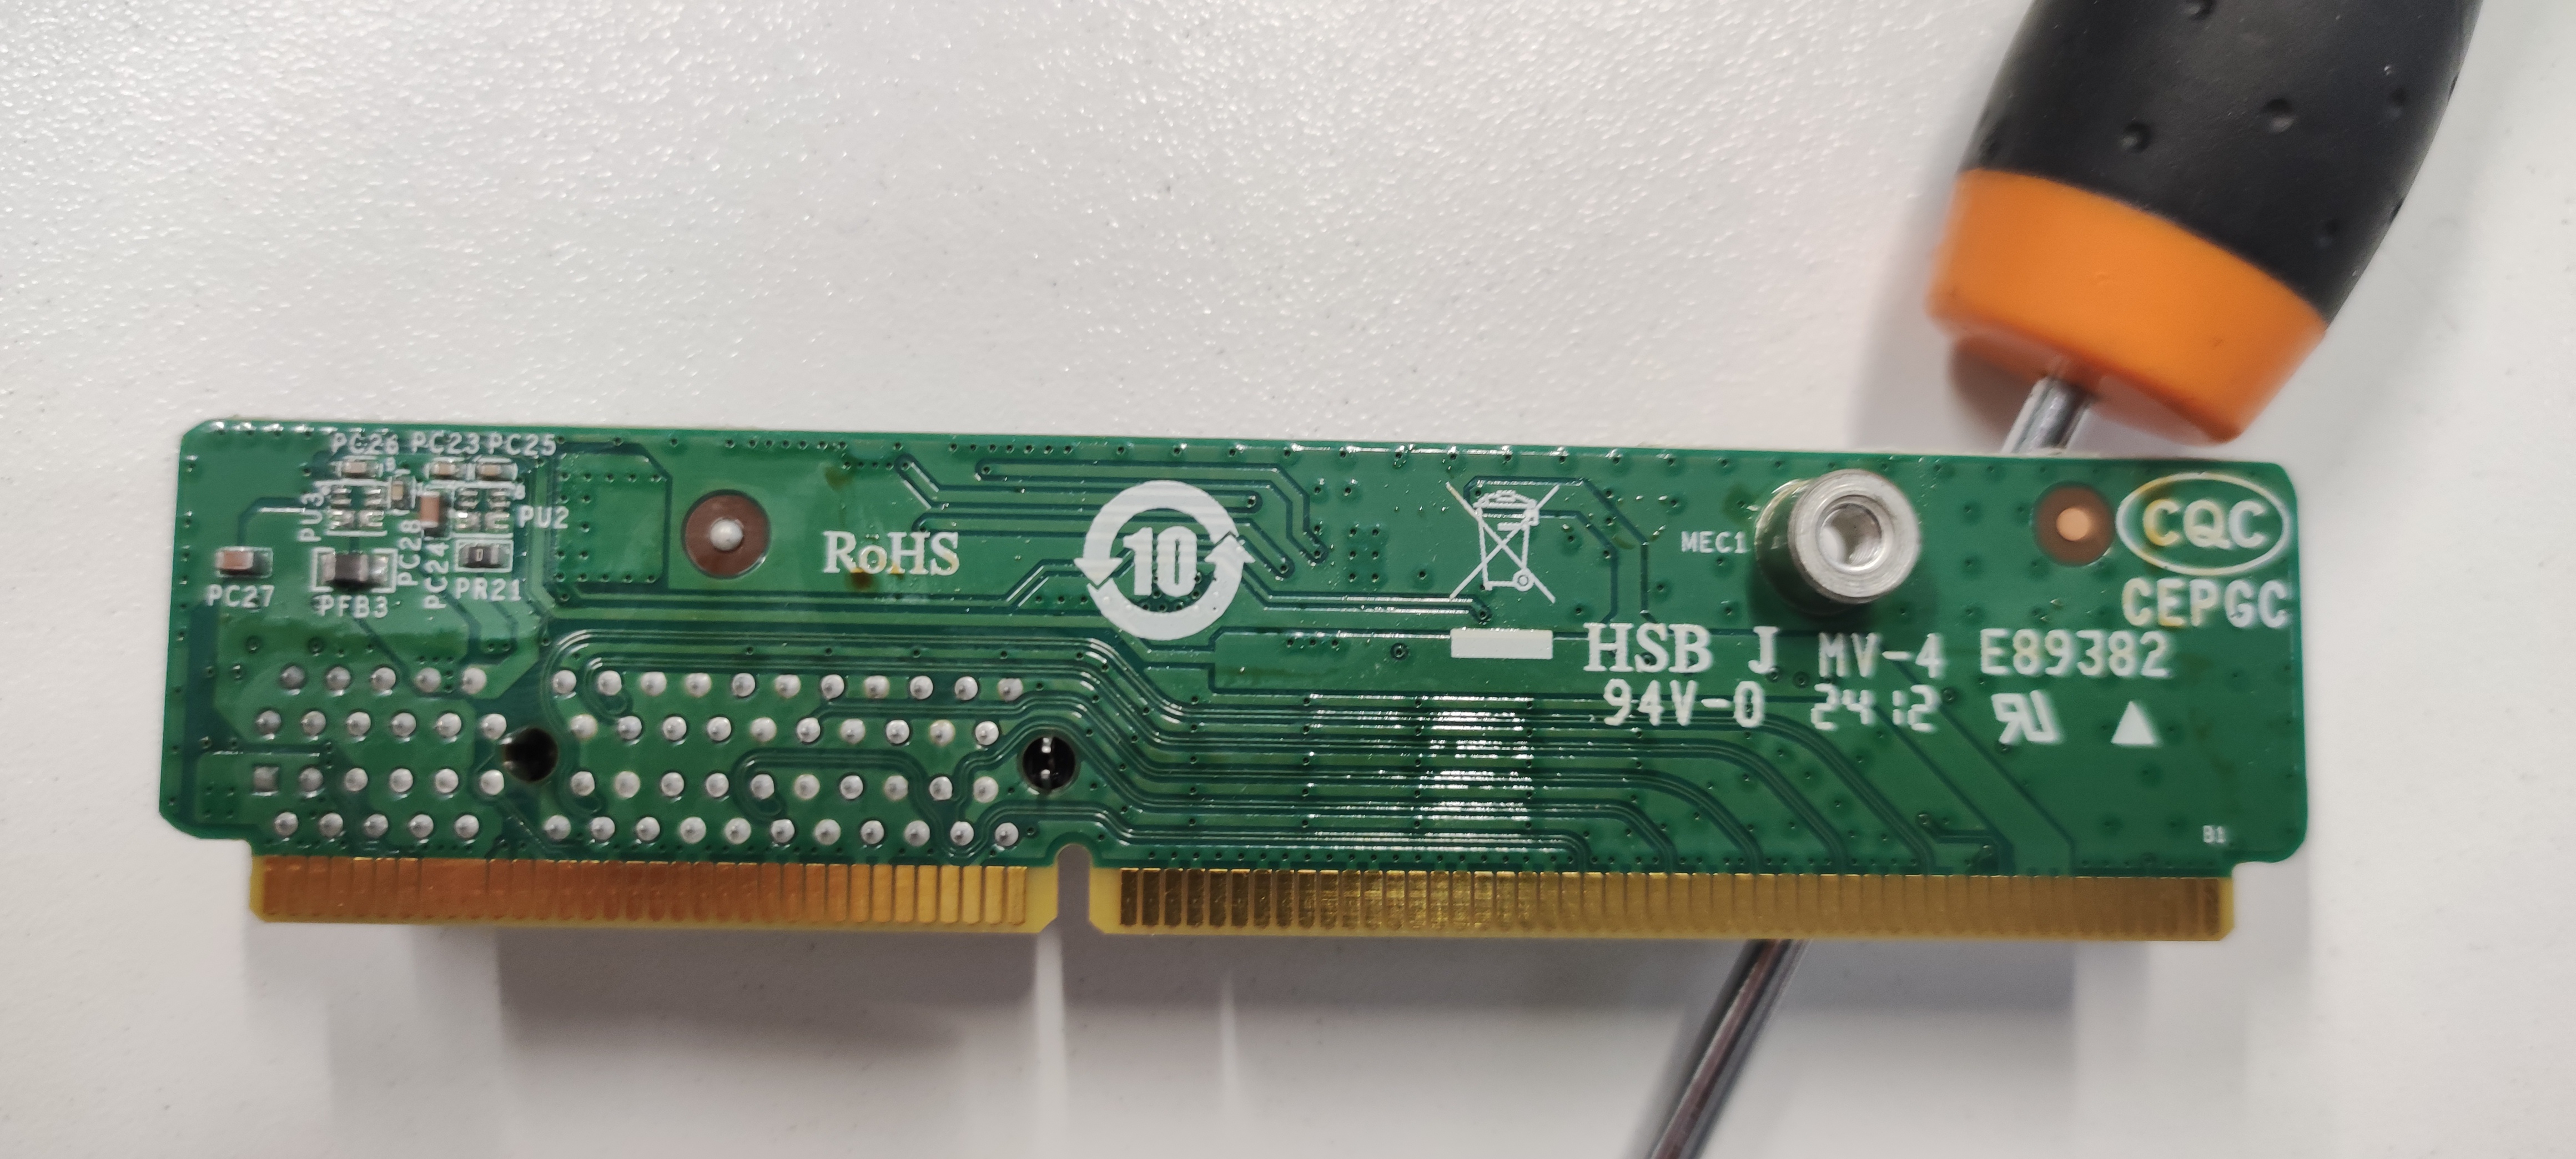 PC26 PC23 PC25
PU3
PU2
PC28
PC24
PR21
PC27
PFB3
RoHS
10
MEC1
CQC
CEPGC
HSB J MV-4 E89382
94V-0 2412
B1